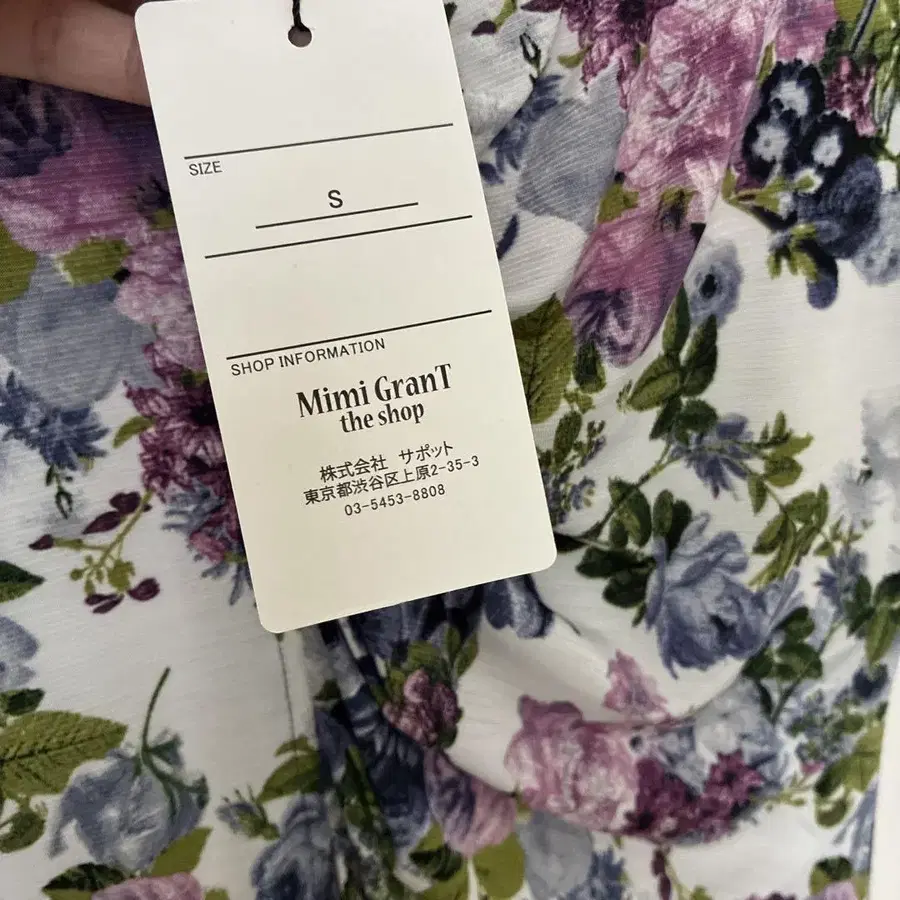 SIZE
S
SHOP INFORMATION
Mimi GranT
the shop
株式会社 サポット
東京都渋谷区上原2-35-3
03-5453-8808